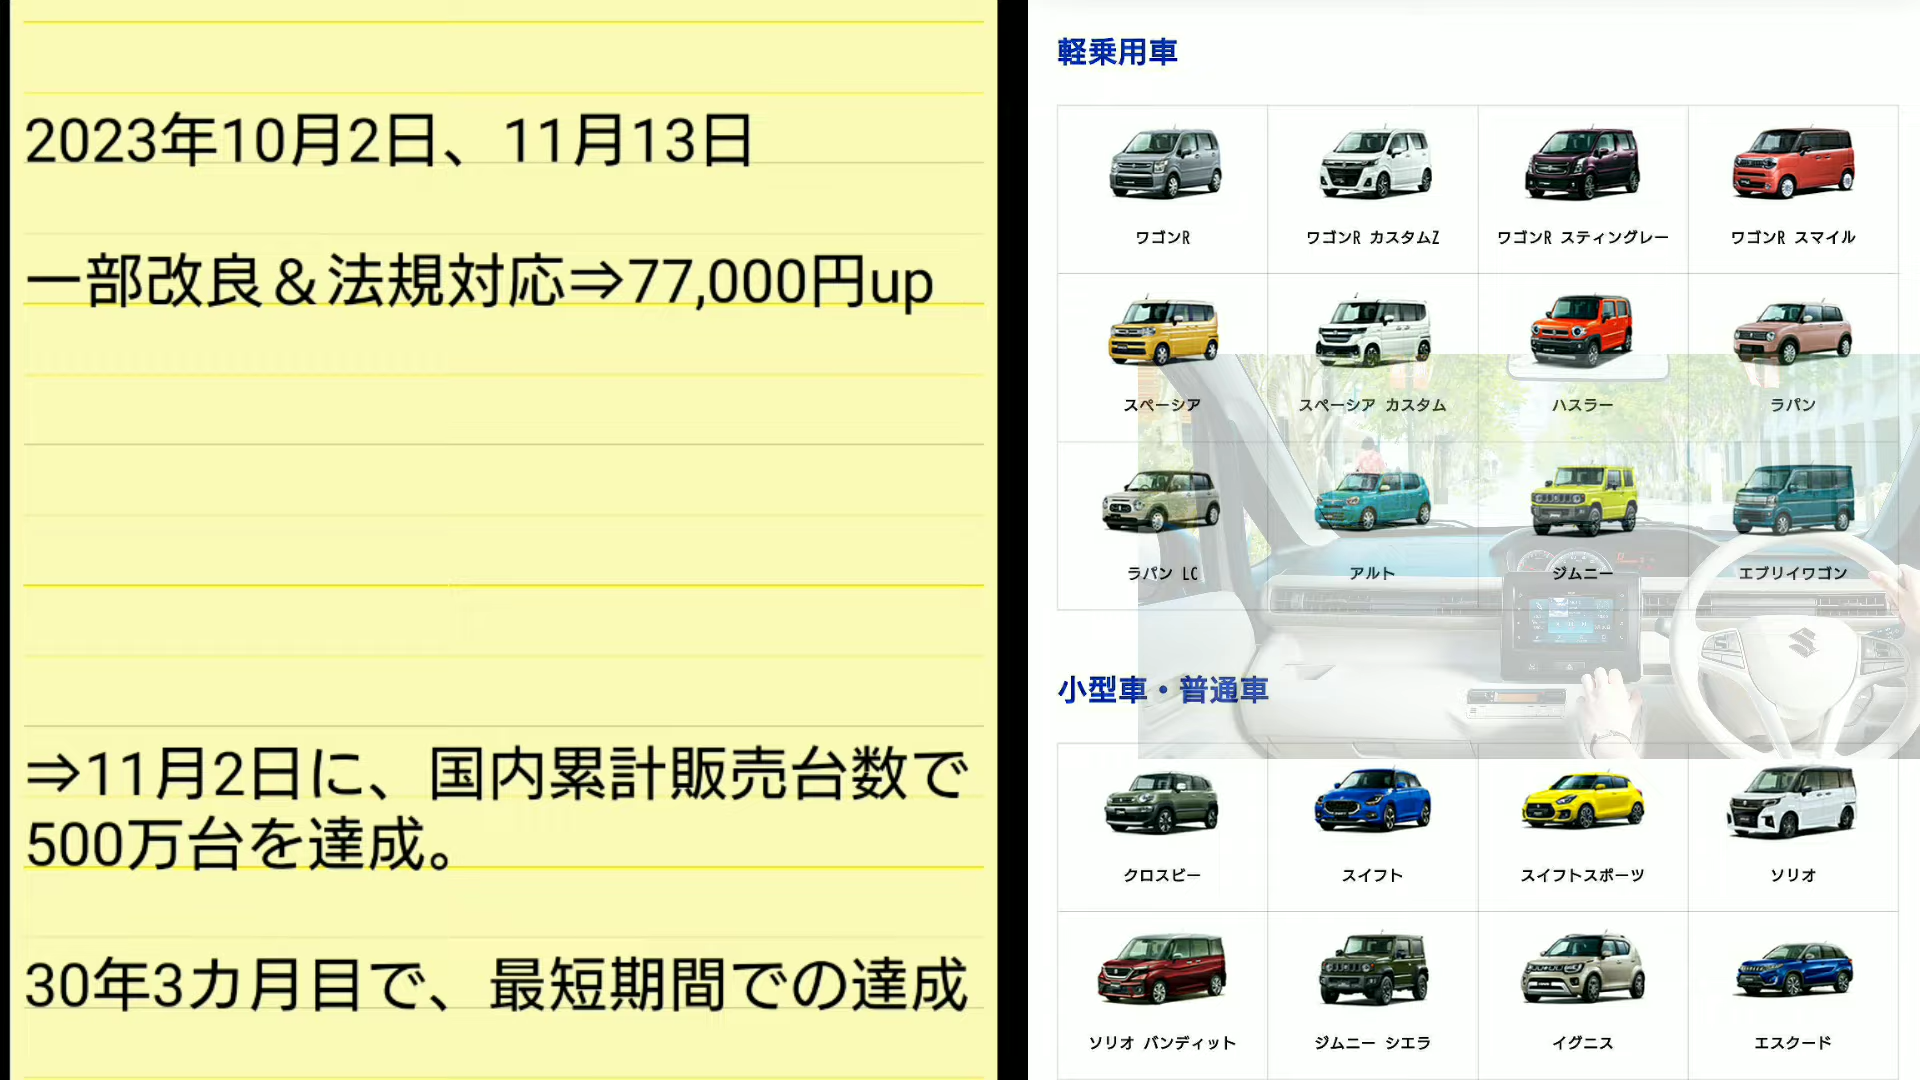 2023年10月2日、11月13日
一部改良＆法規対応⇒77,000円up
⇒11月2日に、国内累計販売台数で
500万台を達成。
30年3カ月目で、最短期間での達成
軽乗用車
ワゴンR
ワゴンR カスタムZ
ワゴンR スティングレー
ワゴンR スマイル
スペーシア
スペーシア カスタム
ハスラー
ラパン
ラパン LC
アルト
ジムニー
エブリイワゴン
小型車・普通車
クロスビー
スイフト
スイフトスポーツ
ソリオ
ソリオ バンディット
ジムニー シエラ
イグニス
エスクード